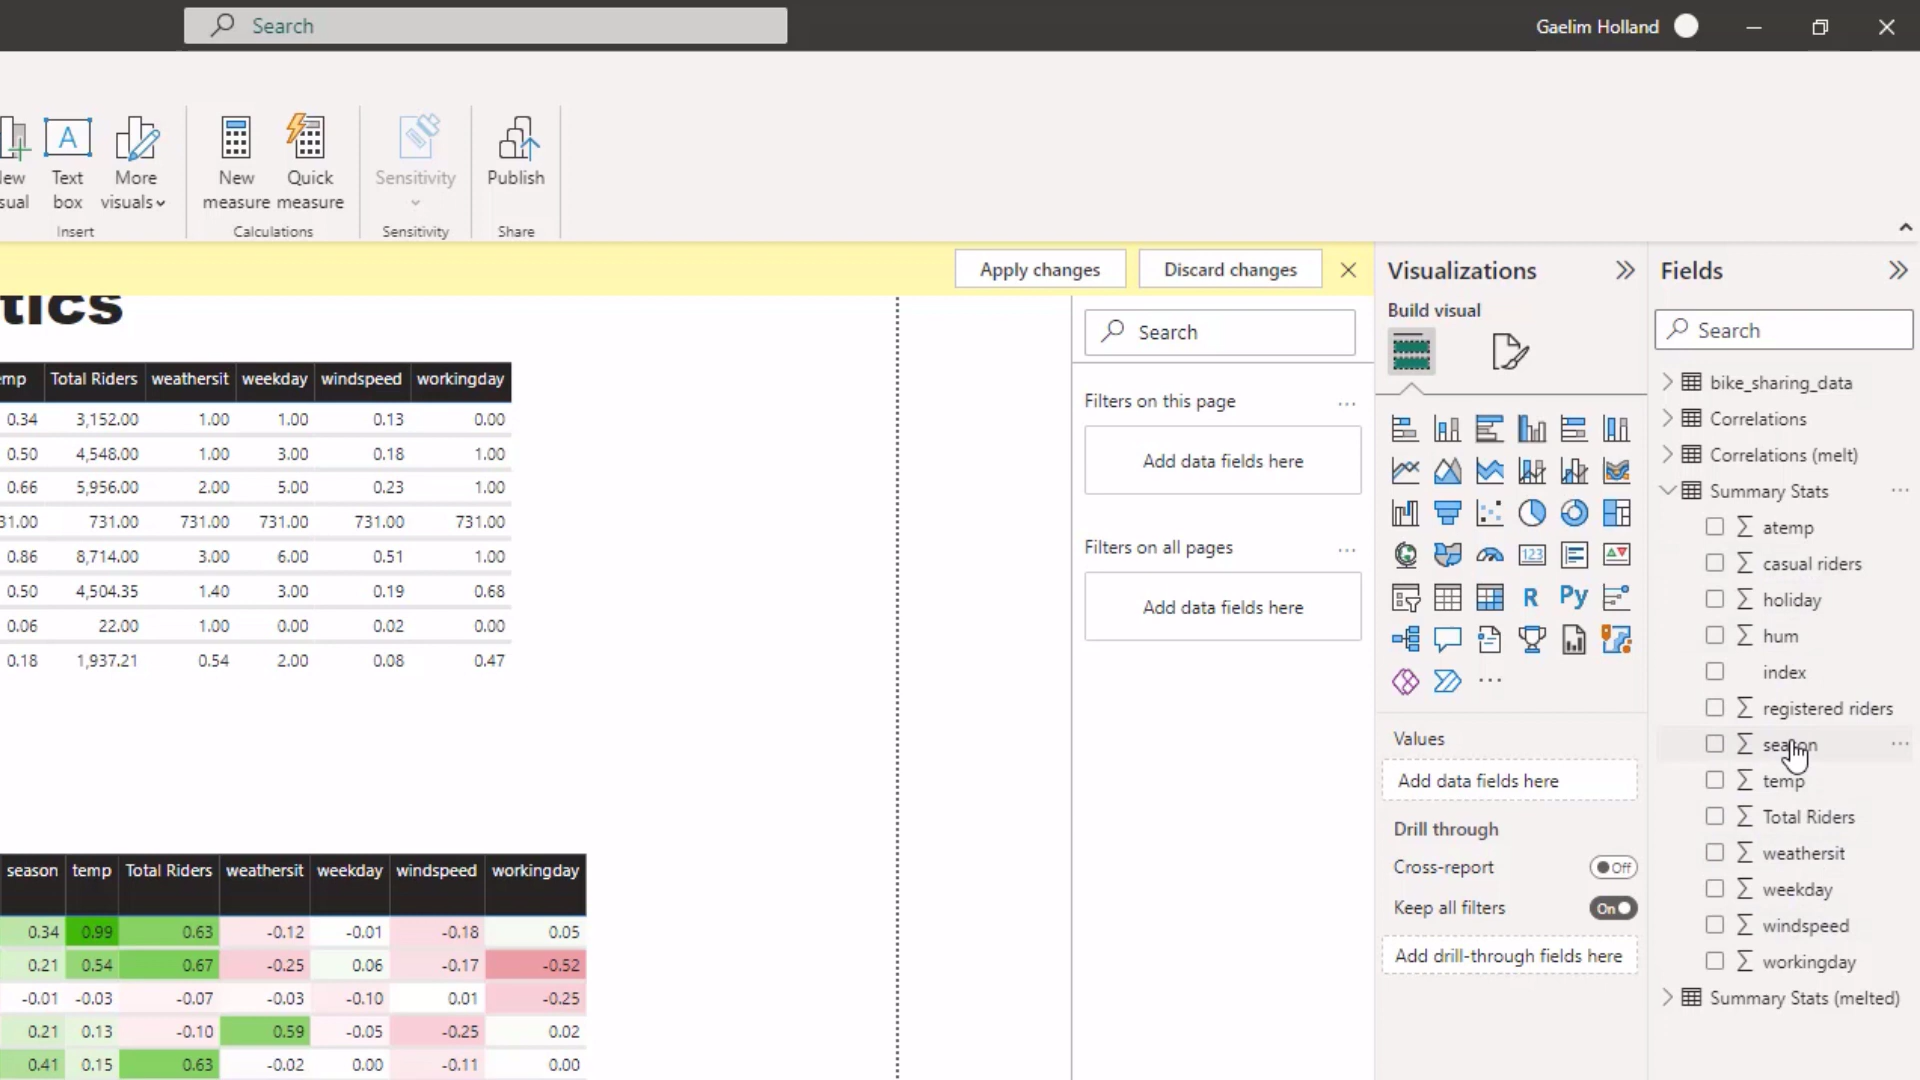 Search
Gaelim Holland
Text box
More visuals
Insert
New measure
Quick measure
Calculations
Sensitivity
Sensitivity
Publish
Share
Apply changes
Discard changes
tics
Total Riders weathersit weekday windspeed workingday
0.34 3,152.00 1.00 1.00 0.13 0.00
0.50 4,548.00 1.00 3.00 0.18 1.00
0.66 5,956.00 2.00 5.00 0.23 1.00
31.00 731.00 731.00 731.00 731.00 731.00
0.86 8,714.00 3.00 6.00 0.51 1.00
0.50 4,504.35 1.40 3.00 0.19 0.68
0.06 22.00 1.00 0.00 0.02 0.00
0.18 1,937.21 0.54 2.00 0.08 0.47
season temp Total Riders weathersit weekday windspeed workingday
0.34 0.99 0.63 -0.12 -0.01 -0.18 0.05
0.21 0.54 0.67 -0.25 0.06 -0.17 -0.52
-0.01 -0.03 -0.07 -0.03 -0.10 0.01 -0.25
0.21 0.13 -0.10 0.59 -0.05 -0.25 0.02
0.41 0.15 0.63 -0.02 0.00 -0.11 0.00
Search
Filters on this page
Add data fields here
Filters on all pages
Add data fields here
Visualizations
Build visual
123
R
Py
Values
Add data fields here
Drill through
Cross-report
Off
Keep all filters
On
Add drill-through fields here
Fields
Search
bike_sharing_data
Correlations
Correlations (melt)
Summary Stats
atemp
casual riders
holiday
hum
index
registered riders
season
temp
Total Riders
weathersit
weekday
windspeed
workingday
Summary Stats (melted)